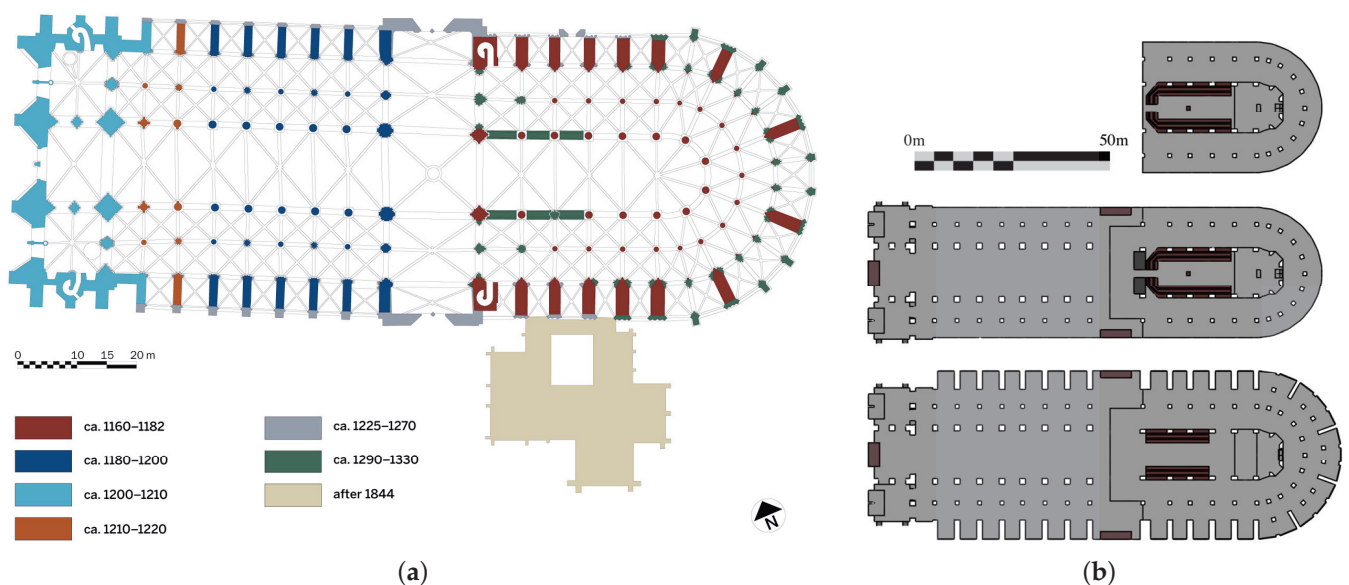 0m 50m
0 10 15 20 m
ca. 1160–1182
ca. 1180–1200
ca. 1200–1210
ca. 1210–1220
ca. 1225–1270
ca. 1290–1330
after 1844
N
(a)
(b)